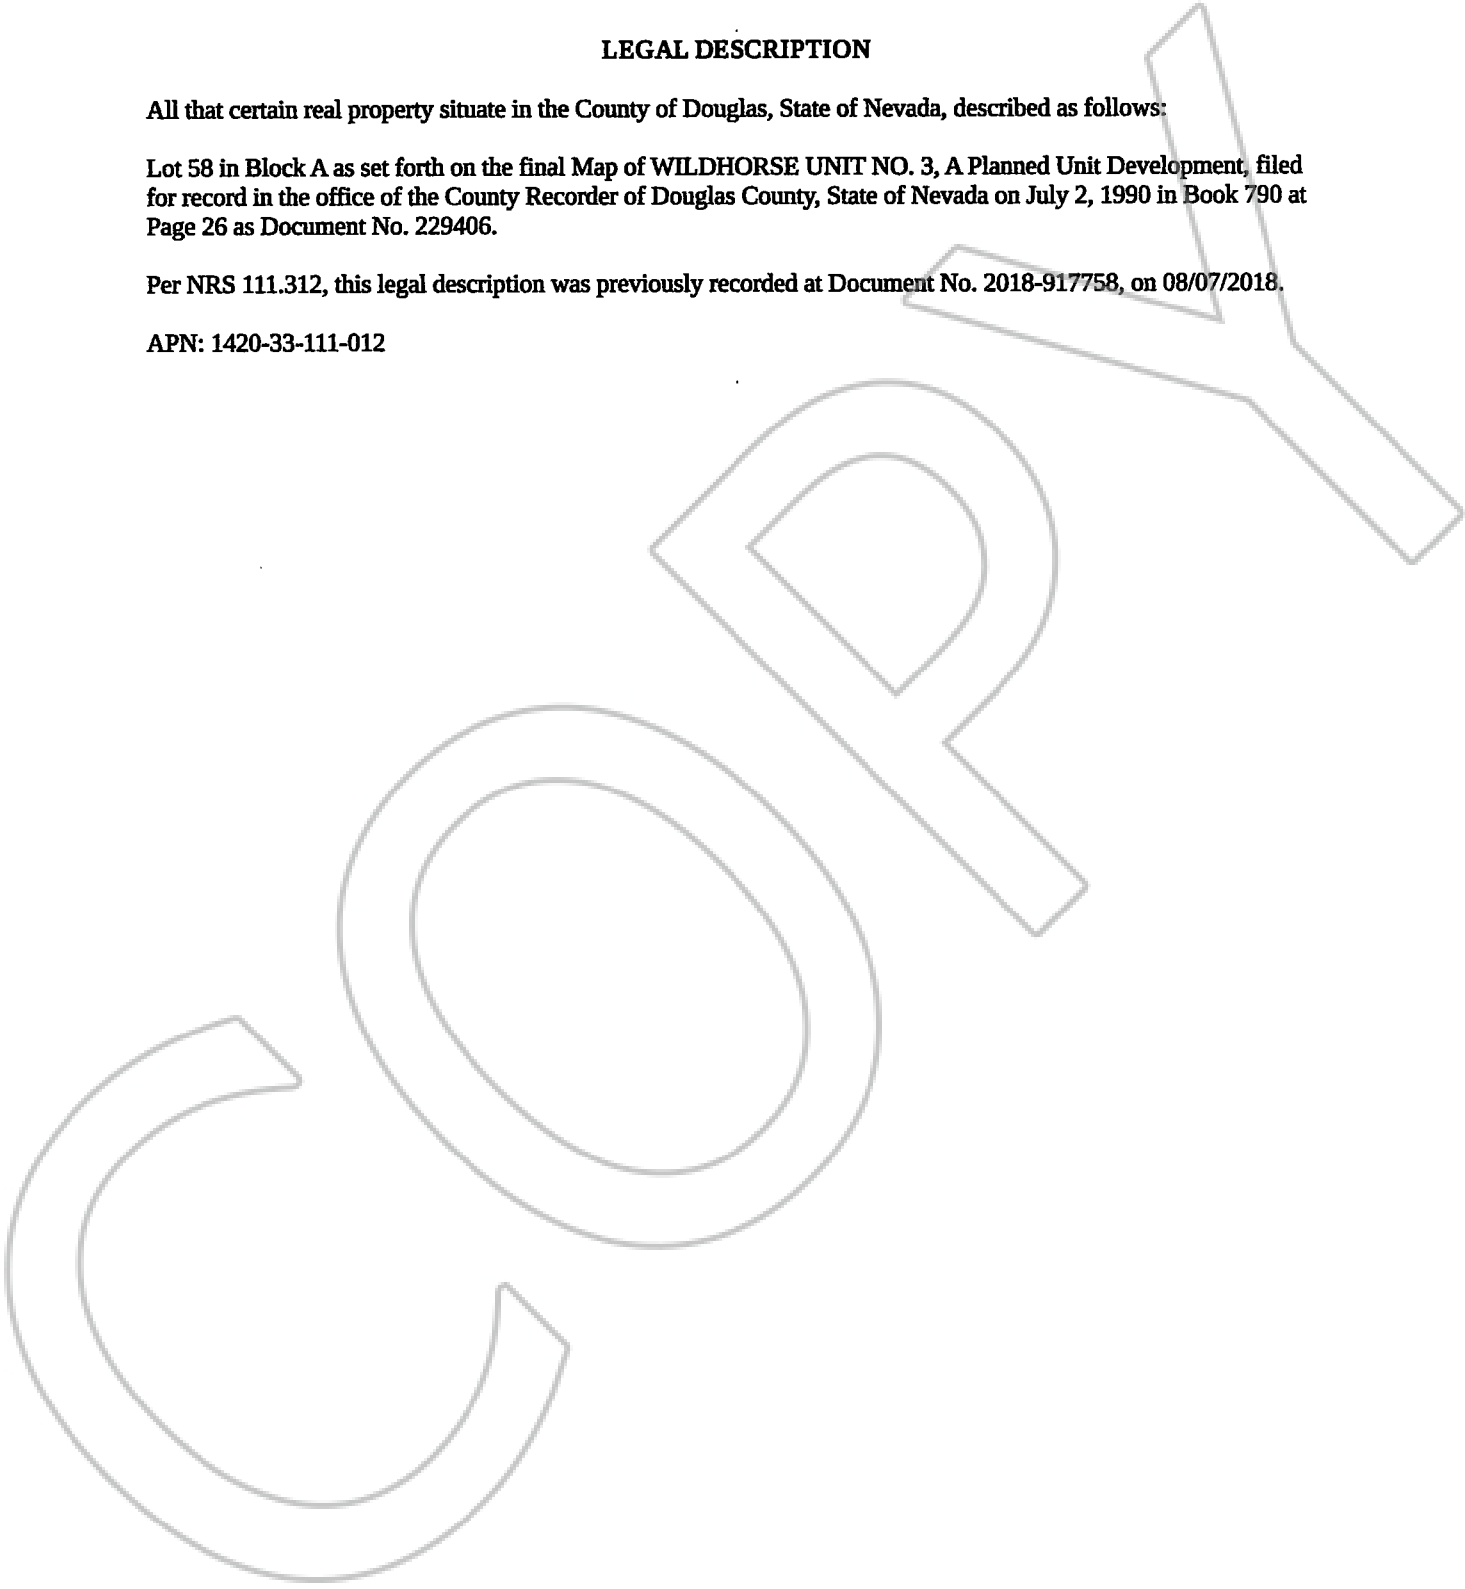 LEGAL DESCRIPTION
All that certain real property situate in the County of Douglas, State of Nevada, described as follows:
Lot 58 in Block A as set forth on the final Map of WILDHORSE UNIT NO. 3, A Planned Unit Development, filed
for record in the office of the County Recorder of Douglas County, State of Nevada on July 2, 1990 in Book 790 at
Page 26 as Document No. 229406.
Per NRS 111.312, this legal description was previously recorded at Document No. 2018-917758, on 08/07/2018.
APN: 1420-33-111-012
COPY